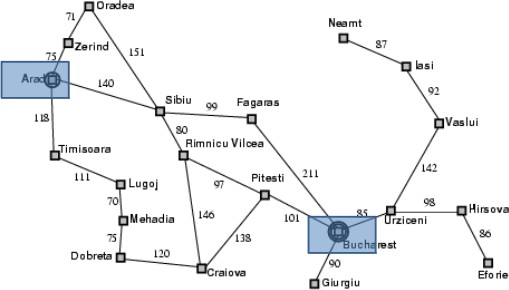 Oradea
71
Neamt
Zerind
87
75
151
Iasi
Arad
140
92
Sibiu
99
Fagaras
118
80
Vaslui
Timisoara
Rimnicu Vilcea
111
211
142
Lugoj
97
Pitesti
70
98
Hirsova
146
101
85
Mehadia
138
Urziceni
75
86
Bucharest
Dobreta
120
90
Craiova
Eforie
Giurgiu